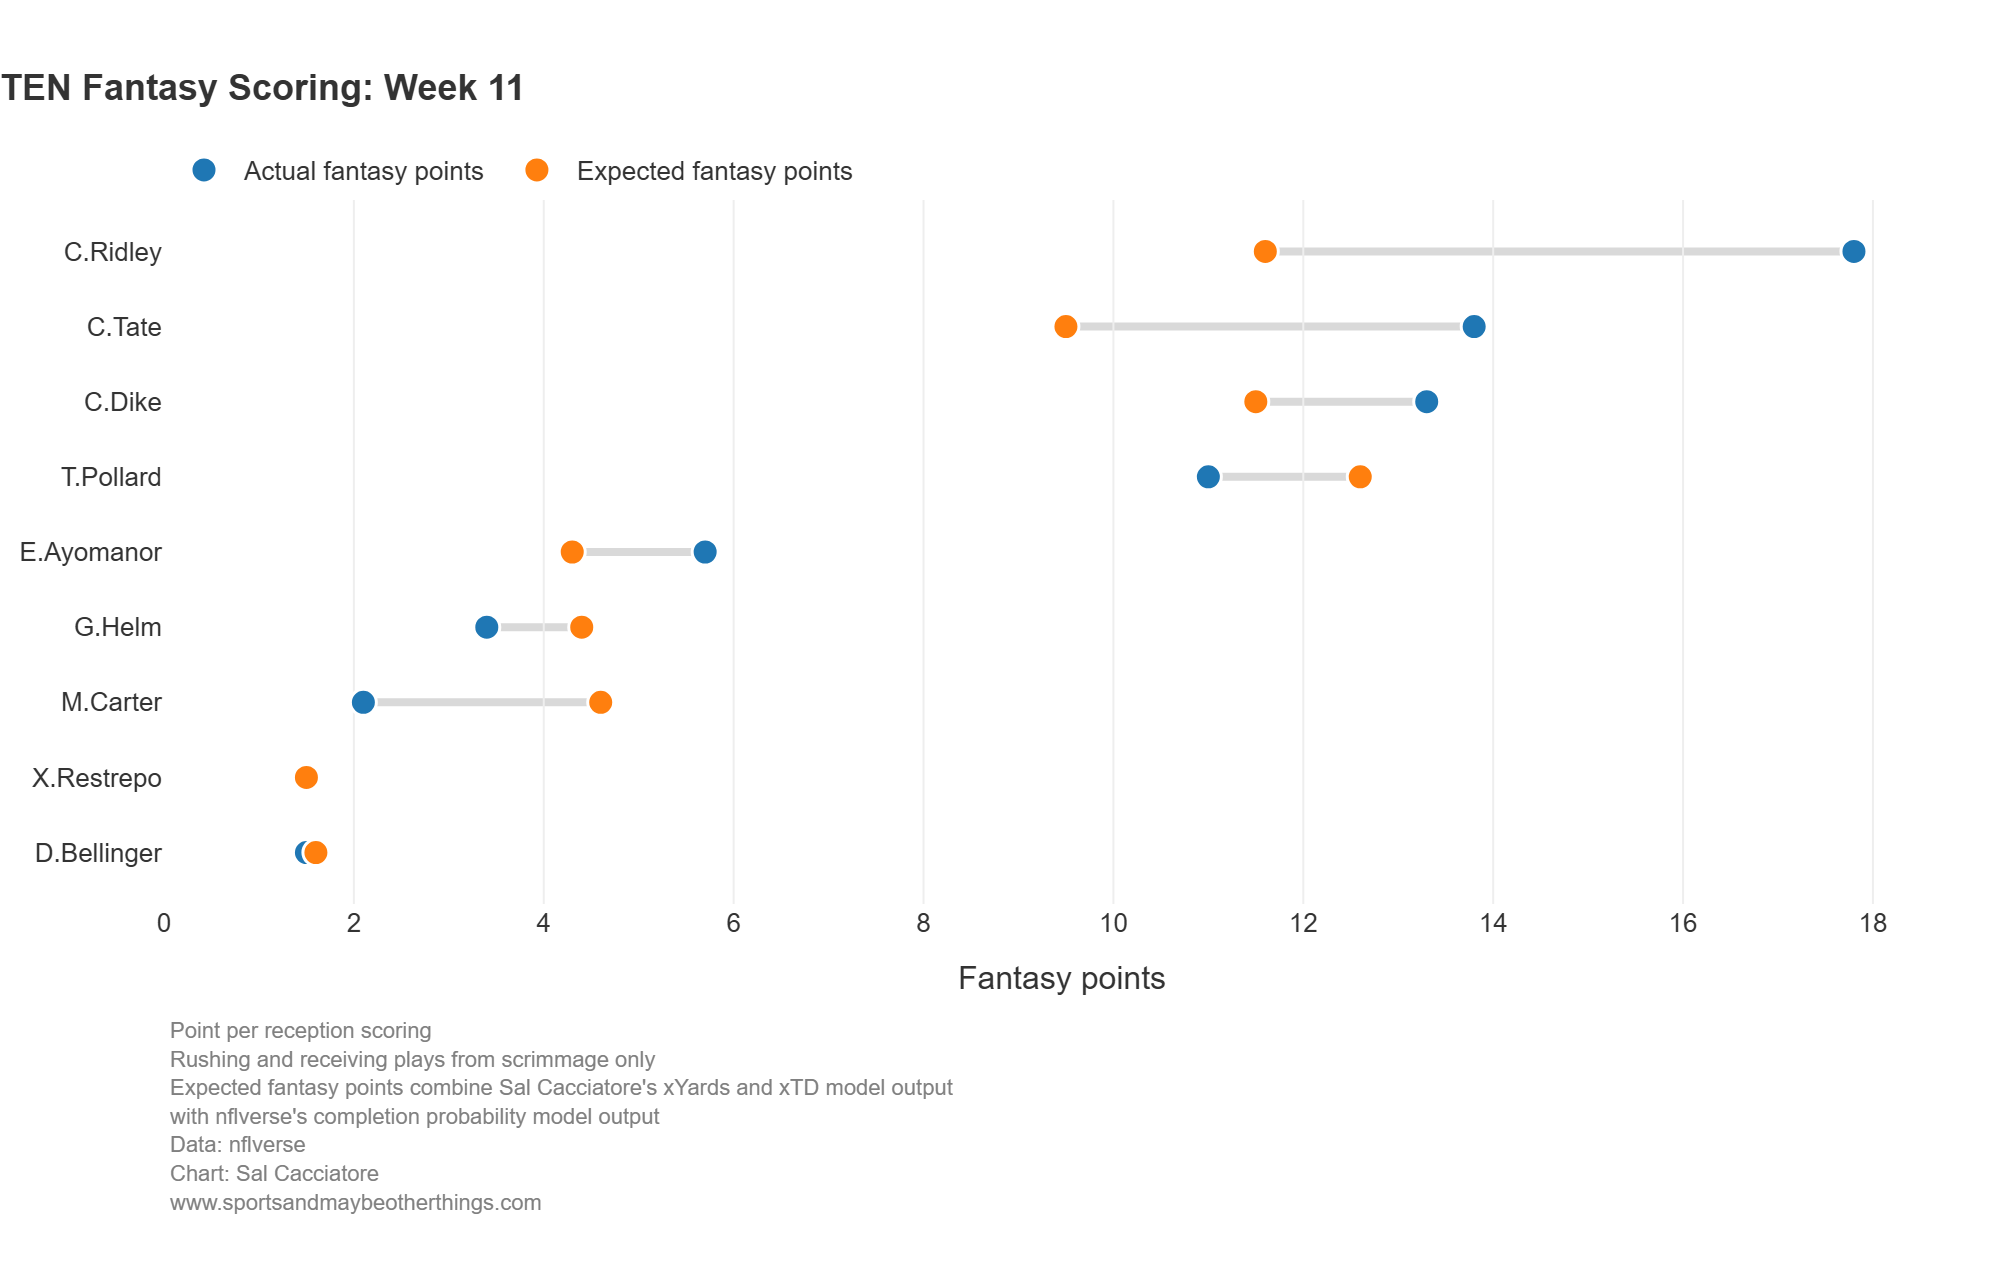 TEN Fantasy Scoring: Week 11
Actual fantasy points
Expected fantasy points
C.Ridley
C.Tate
C.Dike
T.Pollard
E.Ayomanor
G.Helm
M.Carter
X.Restrepo
D.Bellinger
0 2 4 6 8 10 12 14 16 18
Fantasy points
Point per reception scoring
Rushing and receiving plays from scrimmage only
Expected fantasy points combine Sal Cacciatore's xYards and xTD model output
with nflverse's completion probability model output
Data: nflverse
Chart: Sal Cacciatore
www.sportsandmaybeotherthings.com